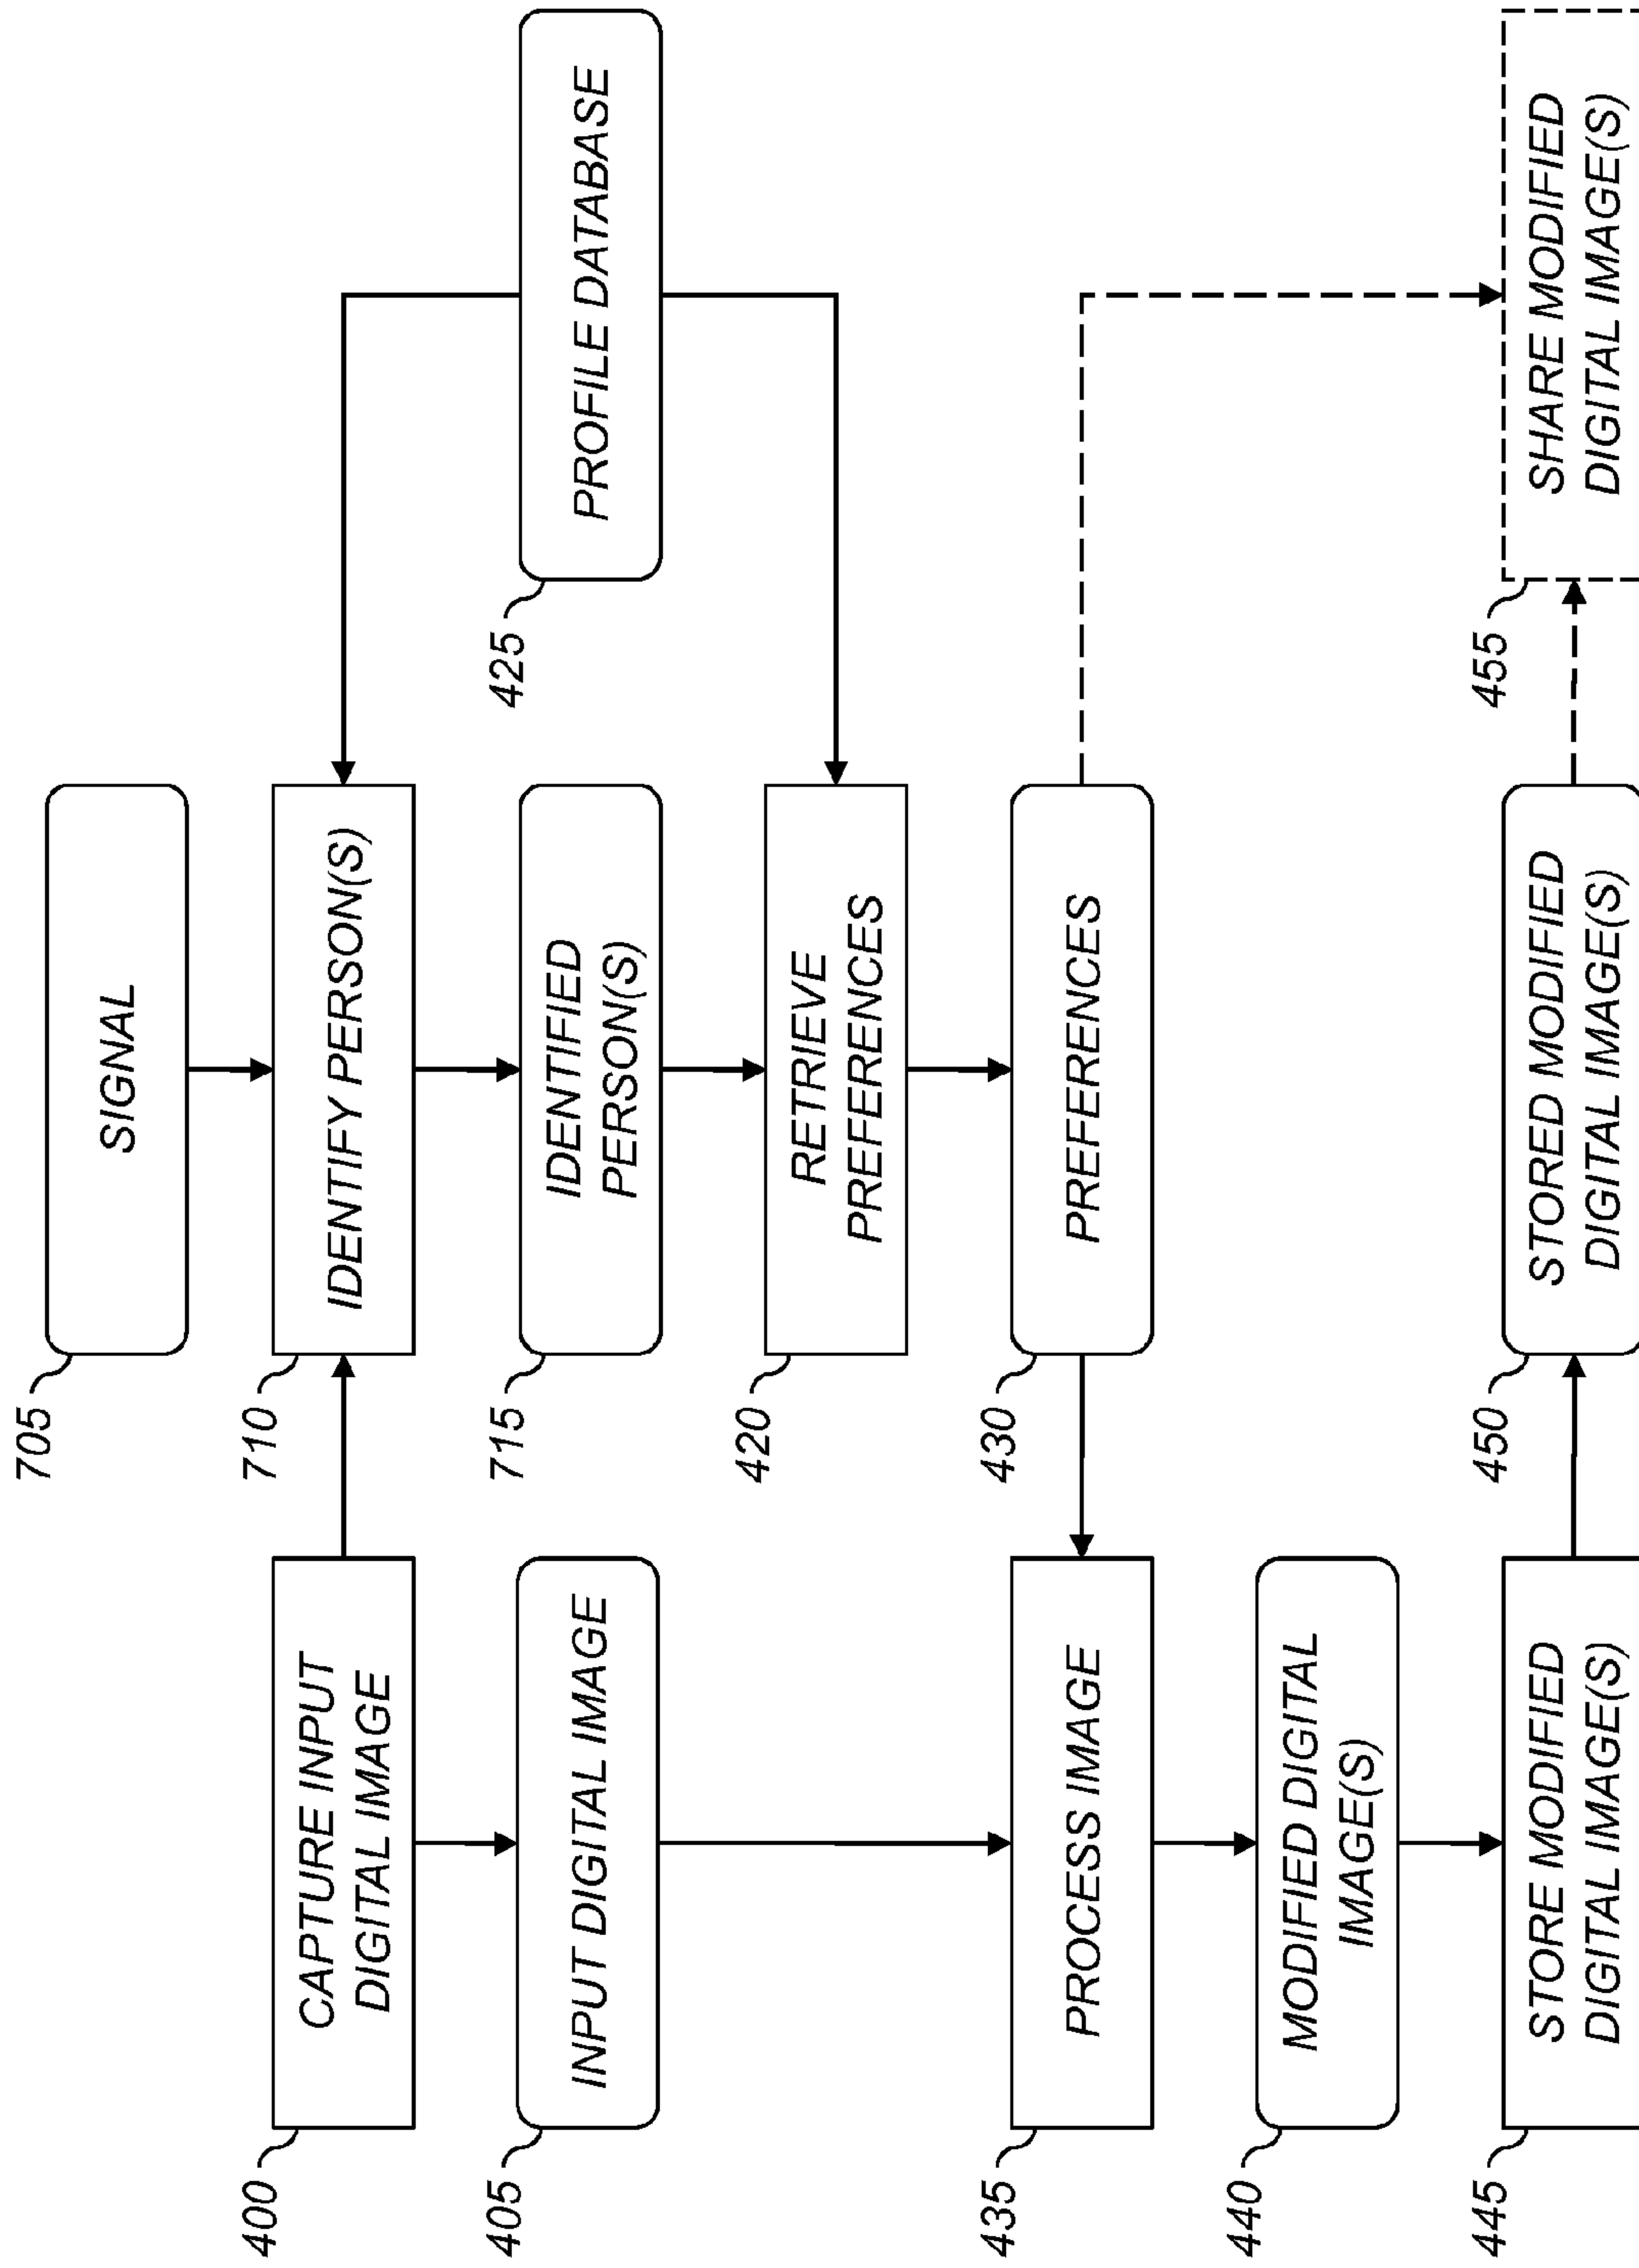 705
SIGNAL
400
CAPTURE INPUT
DIGITAL IMAGE
710
IDENTIFY PERSON(S)
405
INPUT DIGITAL IMAGE
715
IDENTIFIED
PERSON(S)
425
PROFILE DATABASE
420
RETRIEVE
PREFERENCES
435
PROCESS IMAGE
430
PREFERENCES
440
MODIFIED DIGITAL
IMAGE(S)
445
STORE MODIFIED
DIGITAL IMAGE(S)
450
STORED MODIFIED
DIGITAL IMAGE(S)
455
SHARE MODIFIED
DIGITAL IMAGE(S)